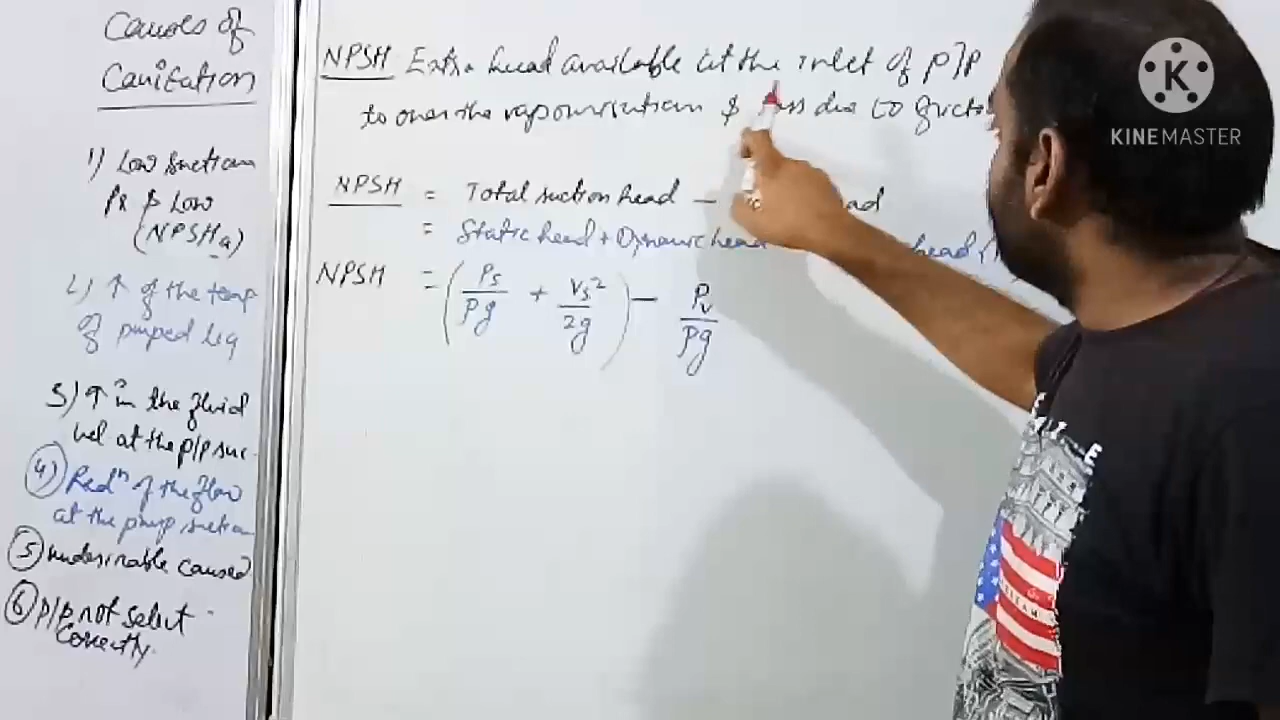 Causes of
Cavitation
1) Low suction
Pr & Low
(NPSHa)
2) ↑ of the temp
of pumped liq
3) ↑ in the fluid
vel at the p/p suc.
4) Redⁿ of the flow
at the pump suction
5) undesirable caused
6) p/p not select
Correctly.
NPSH Extra head available at the inlet of P/P
to over the vapourisation & loss due to
NPSH = Total suction head —
= Static head + Dynamic head head
NPSH = (Ps/ρg + Vs²/2g) — Pv/ρg
K
KINEMASTER